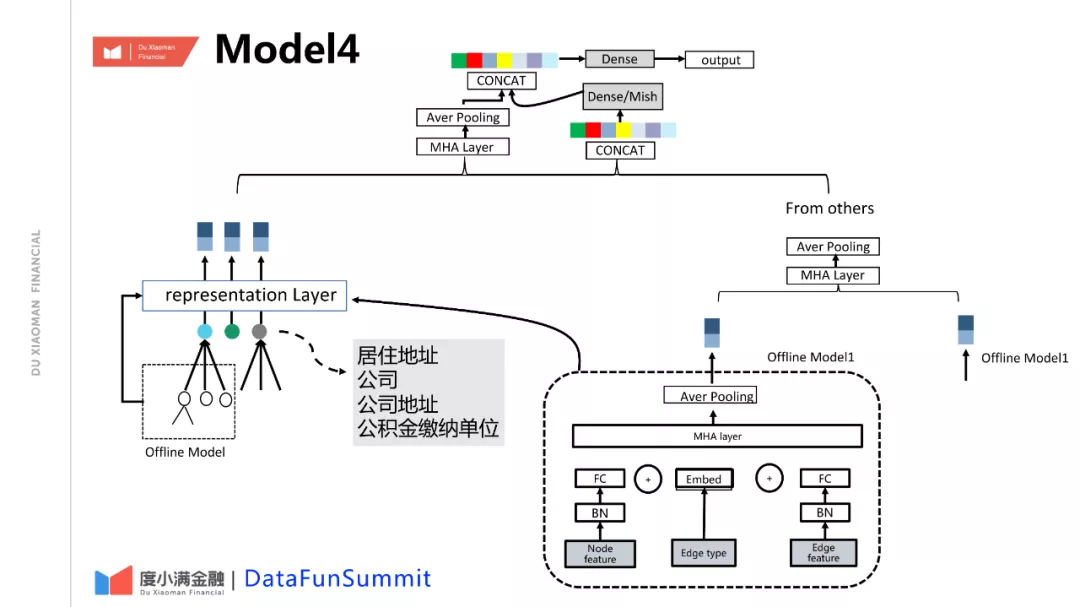 Du Xiaoman
Financial
Model4
DU XIAOMAN FINANCIAL
Dense
output
CONCAT
Dense/Mish
Aver Pooling
MHA Layer
CONCAT
From others
Aver Pooling
MHA Layer
representation Layer
居住地址
公司
公司地址
公积金缴纳单位
Offline Model
Offline Model1
Offline Model1
Aver Pooling
MHA layer
FC
+
Embed
+
FC
BN
BN
Node
feature
Edge type
Edge
feature
度小满金融
Du Xiaoman Financial
DataFunSummit